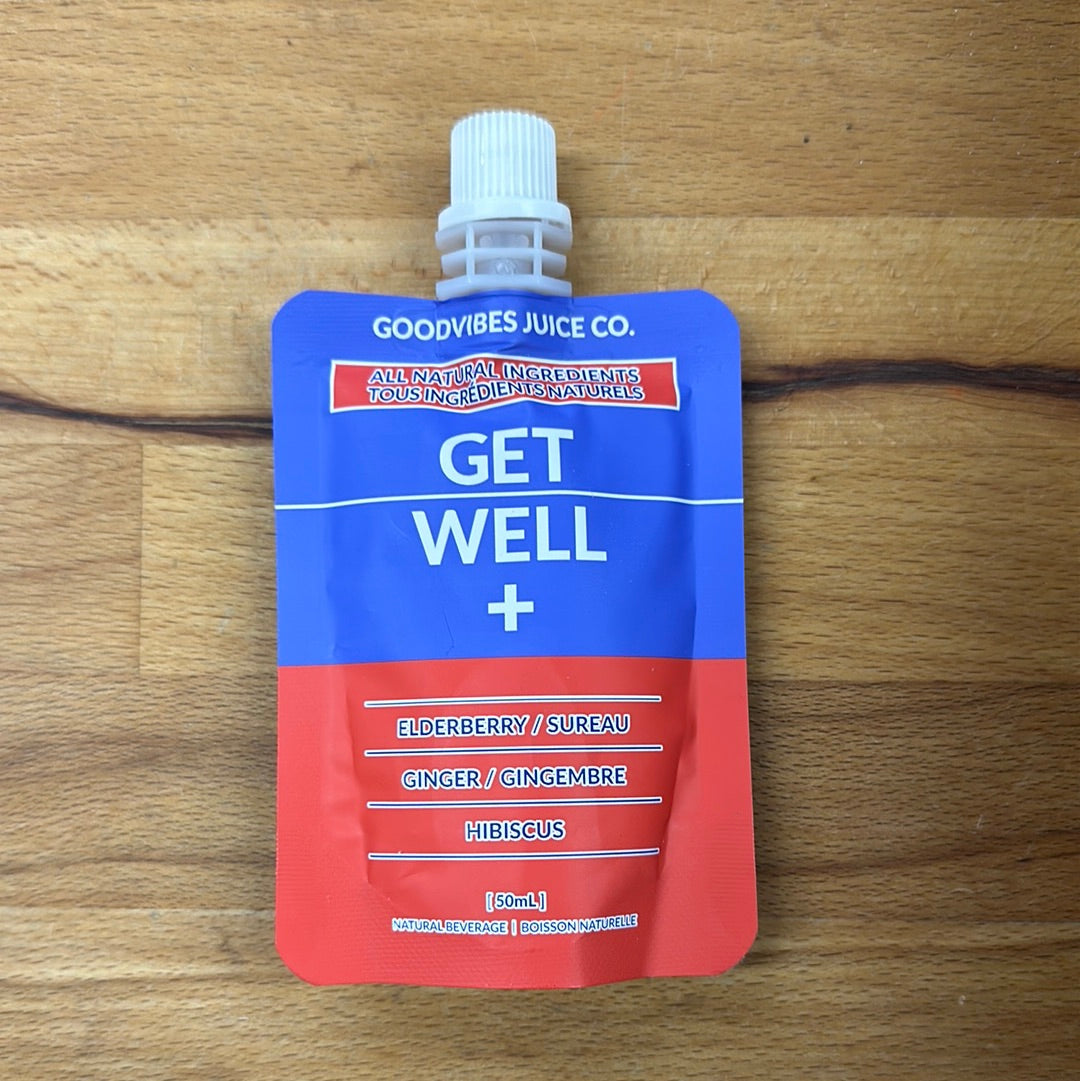 GOODVIBES JUICE CO.
ALL NATURAL INGREDIENTS
TOUS INGRÉDIENTS NATURELS
GET
WELL
+
ELDERBERRY / SUREAU
GINGER / GINGEMBRE
HIBISCUS
[50mL]
NATURAL BEVERAGE | BOISSON NATURELLE